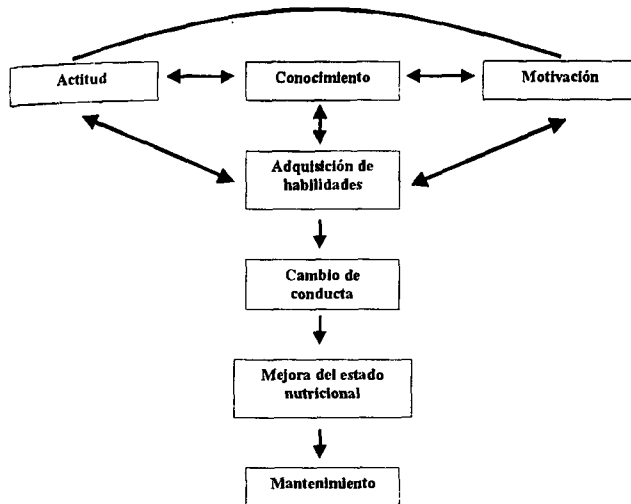 Actitud
Conocimiento
Motivación
Adquisición de
habilidades
Cambio de
conducta
Mejora del estado
nutricional
Mantenimiento